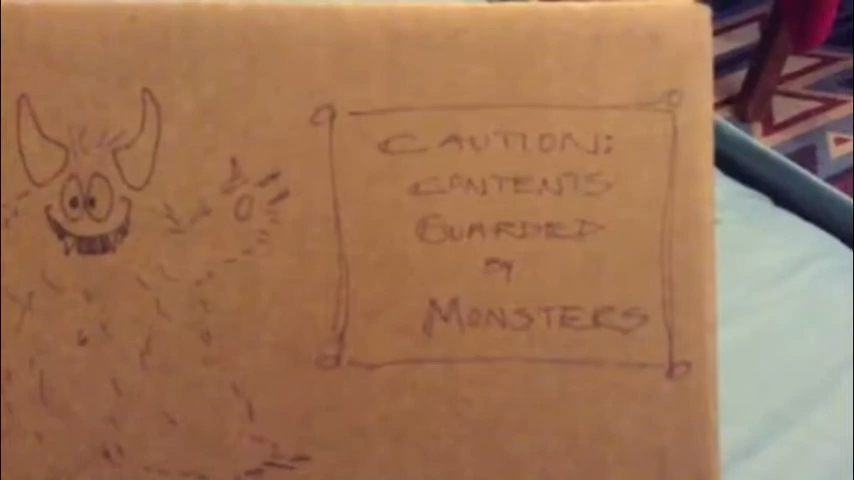 CAUTION:
CONTENTS
GUARDED
BY
MONSTERS